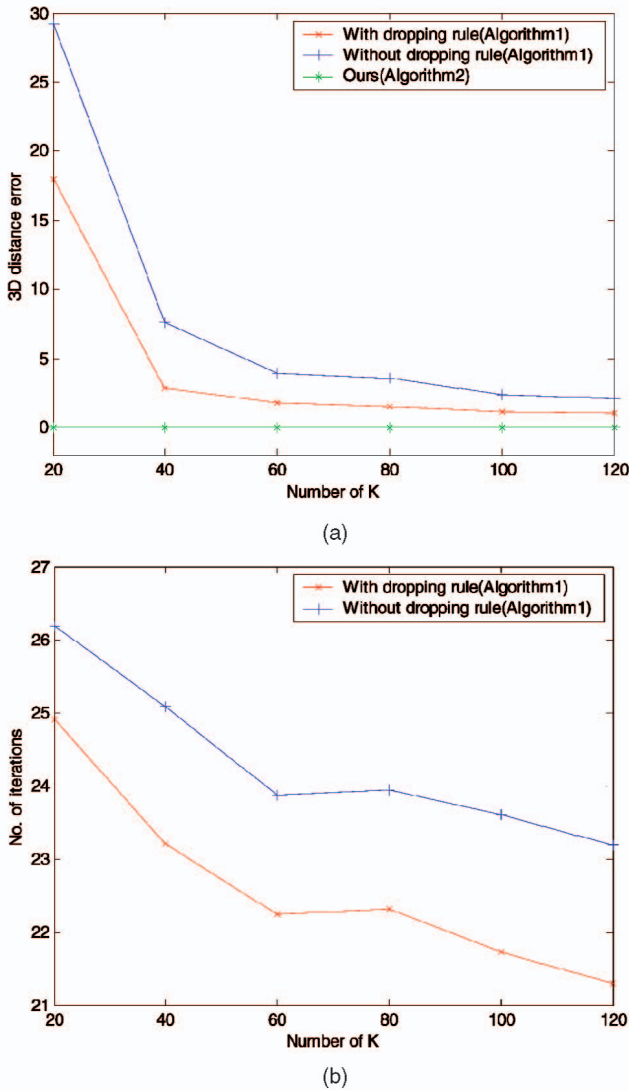 30
25
20
15
10
5
0
3D distance error
With dropping rule(Algorithm1)
Without dropping rule(Algorithm1)
Ours(Algorithm2)
20 40 60 80 100 120
Number of K
(a)
27
26
25
24
23
22
21
No. of iterations
With dropping rule(Algorithm1)
Without dropping rule(Algorithm1)
20 40 60 80 100 120
Number of K
(b)